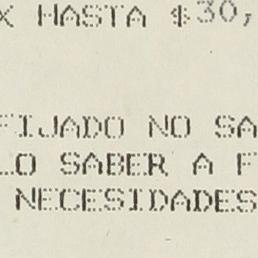 X HASTA $30,
FIJADO NO SA
LO SABER A F
NECESIDADES